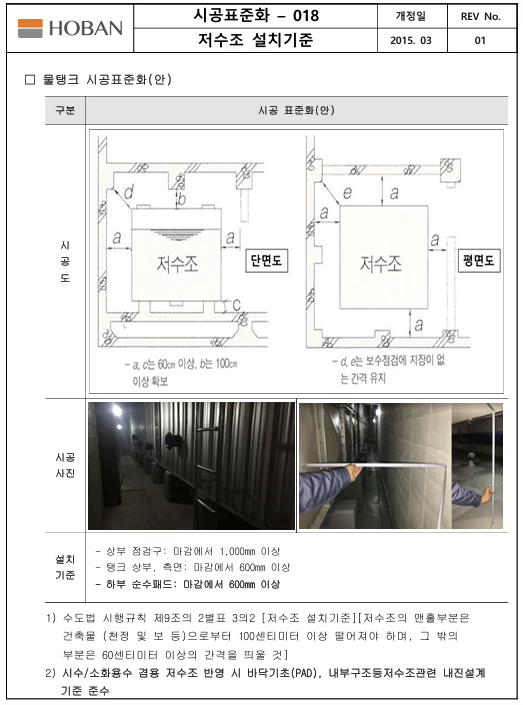 HOBAN
시공표준화 – 018
저수조 설치기준
개정일
REV No.
2015. 03
01
□ 물탱크 시공표준화(안)
구분
시공 표준화(안)
시
공
도
d
b
a
a
저수조
단면도
c
- a, c는 60cm 이상, b는 100cm
이상 확보
e
a
a
a
저수조
평면도
a
- d, e는 보수점검에 지장이 없
는 간격 유지
시공
사진
설치
기준
- 상부 점검구: 마감에서 1,000mm 이상
- 탱크 상부, 측면: 마감에서 600mm 이상
- 하부 순수패드: 마감에서 600mm 이상
1) 수도법 시행규칙 제9조의 2별표 3의2 [저수조 설치기준][저수조의 맨홀부분은
건축물 (천정 및 보 등)으로부터 100센티미터 이상 떨어져야 하며, 그 밖의
부분은 60센티미터 이상의 간격을 띄울 것]
2) 시수/소화용수 겸용 저수조 반영 시 바닥기초(PAD), 내부구조등저수조관련 내진설계
기준 준수